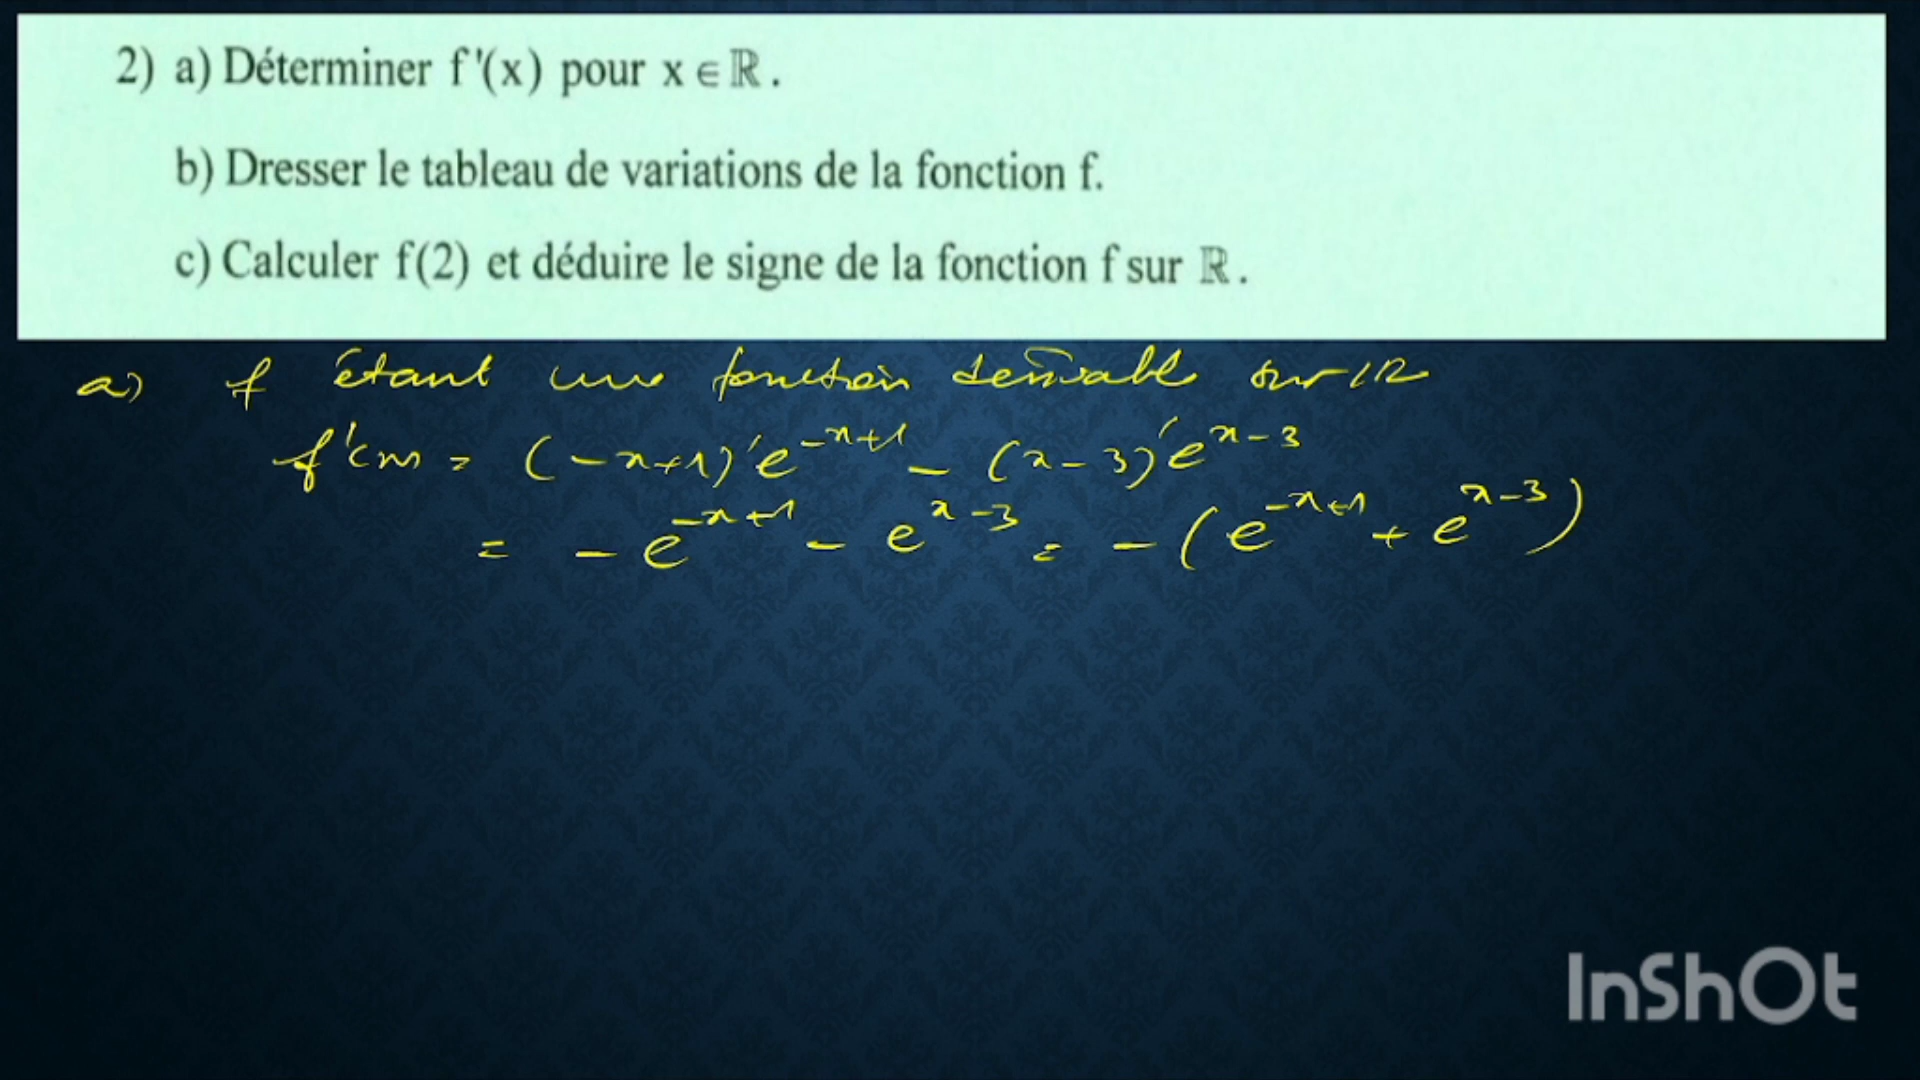 2) a) Déterminer f'(x) pour x ∈ ℝ.
b) Dresser le tableau de variations de la fonction f.
c) Calculer f(2) et déduire le signe de la fonction f sur ℝ.
a) f étant une fonction dérivable sur IR
f'(x) = (-x+1)'e^{-x+1} - (x-3)'e^{x-3}
= -e^{-x+1} - e^{x-3} = -(e^{-x+1} + e^{x-3})
InShOt